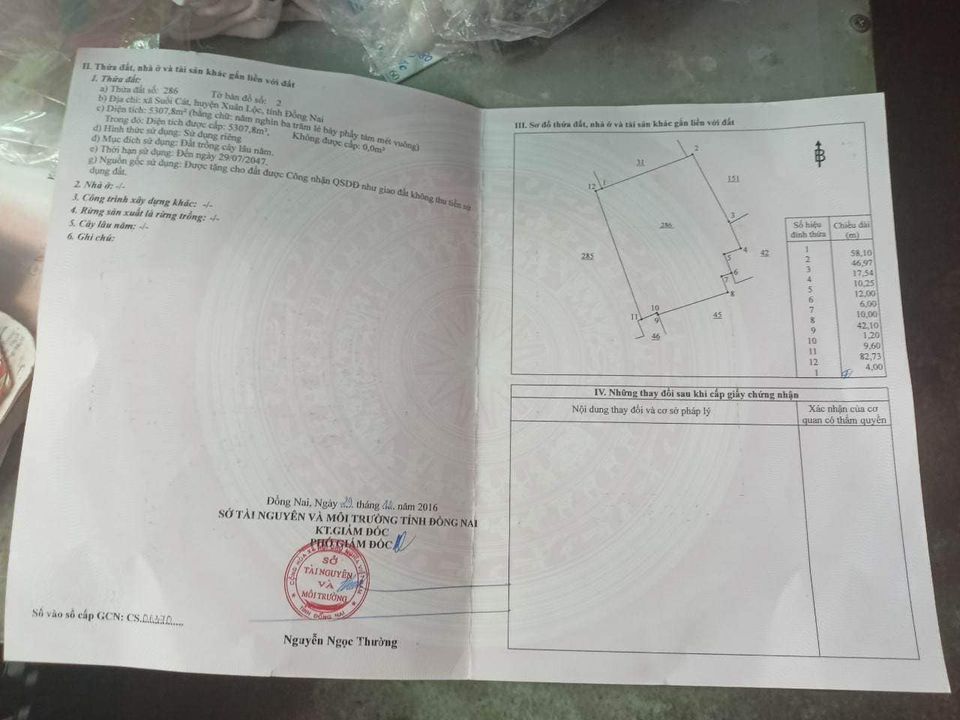 II. Thửa đất, nhà ở và tài sản khác gắn liền với đất
1. Thửa đất:
a) Thửa đất số: 286 Tờ bản đồ số: 2
b) Địa chỉ: xã Suối Cát, huyện Xuân Lộc, tỉnh Đồng Nai
c) Diện tích: 5307,8m² (bằng chữ: năm nghìn ba trăm lẻ bảy phẩy tám mét vuông)
Trong đó: Diện tích được cấp: 5307,8m², Không được cấp: 0,0m²
d) Hình thức sử dụng: Sử dụng riêng
đ) Mục đích sử dụng: Đất trồng cây lâu năm.
e) Thời hạn sử dụng: Đến ngày 29/07/2047.
g) Nguồn gốc sử dụng: Được tặng cho đất được Công nhận QSDĐ như giao đất không thu tiền sử
dụng đất.
2. Nhà ở: -/-
3. Công trình xây dựng khác: -/-
4. Rừng sản xuất là rừng trồng: -/-
5. Cây lâu năm: -/-
6. Ghi chú:
Đồng Nai, Ngày tháng năm 2016
SỞ TÀI NGUYÊN VÀ MÔI TRƯỜNG TỈNH ĐỒNG NAI
KT.GIÁM ĐỐC
PHÓ GIÁM ĐỐC
SỞ
TÀI NGUYÊN
VÀ
MÔI TRƯỜNG
TỈNH ĐỒNG NAI
Nguyễn Ngọc Thường
Số vào sổ cấp GCN: CS
III. Sơ đồ thửa đất, nhà ở và tài sản khác gắn liền với đất
B
31
2
12 1
151
286
3
285
4
42
5
6
7
8
10
11
9
45
46
Số hiệu đỉnh thửa Chiều dài (m)
1
58,10
2
46,97
3
17,54
4
10,25
5
12,00
6
6,00
7
10,00
8
42,10
9
1,20
10
9,60
11
82,73
12
4,00
1
IV. Những thay đổi sau khi cấp giấy chứng nhận
Nội dung thay đổi và cơ sở pháp lý
Xác nhận của cơ
quan có thẩm quyền